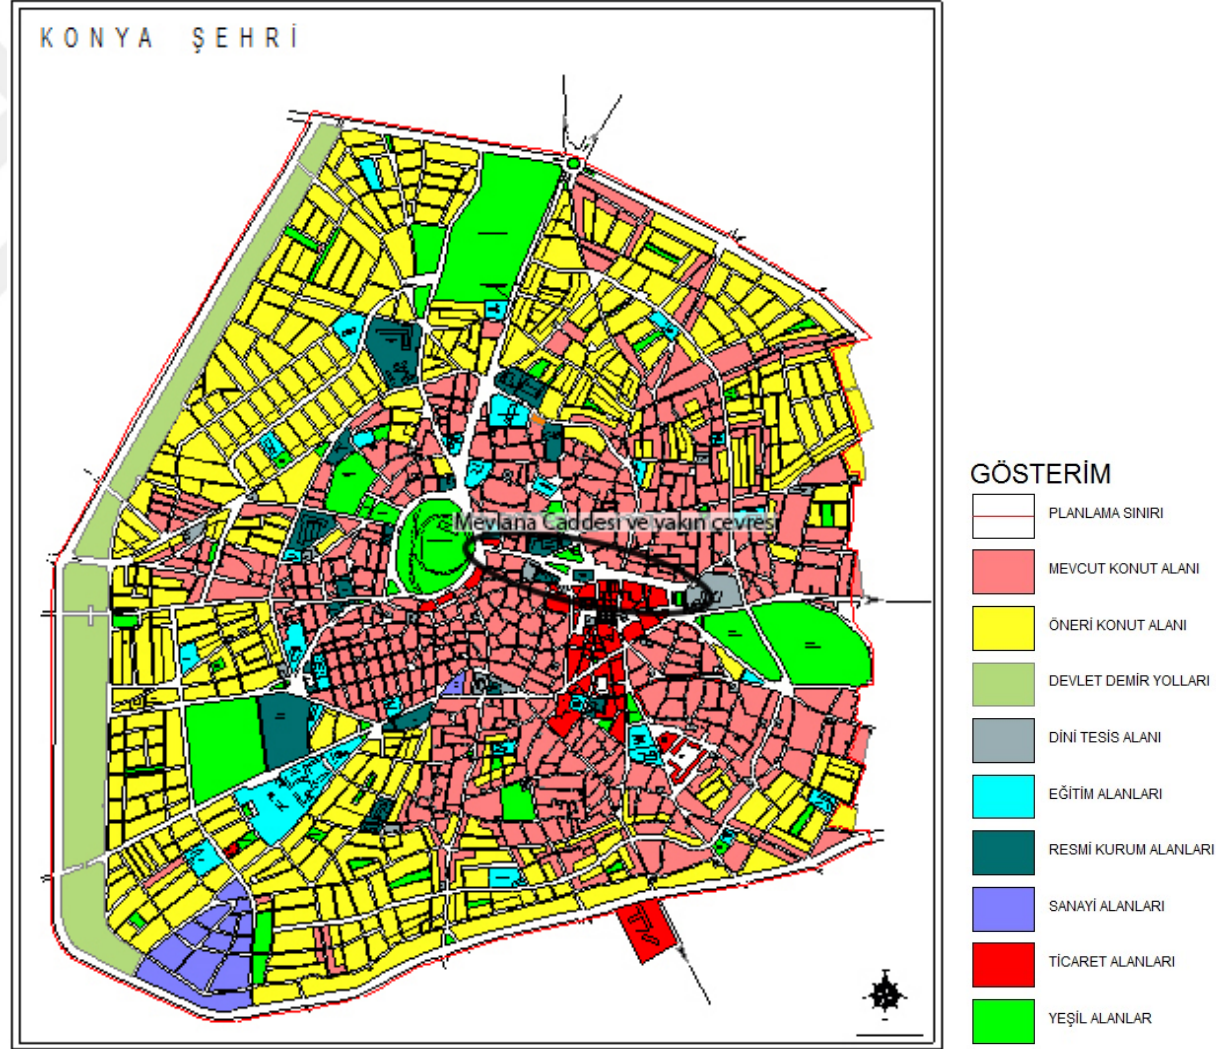 KONYA ŞEHRİ
Mevlana Caddesi ve yakın çevres
GÖSTERİM
PLANLAMA SINIRI
MEVCUT KONUT ALANI
ÖNERİ KONUT ALANI
DEVLET DEMİR YOLLARI
DİNİ TESİS ALANI
EĞİTİM ALANLARI
RESMİ KURUM ALANLARI
SANAYİ ALANLARI
TİCARET ALANLARI
YEŞİL ALANLAR